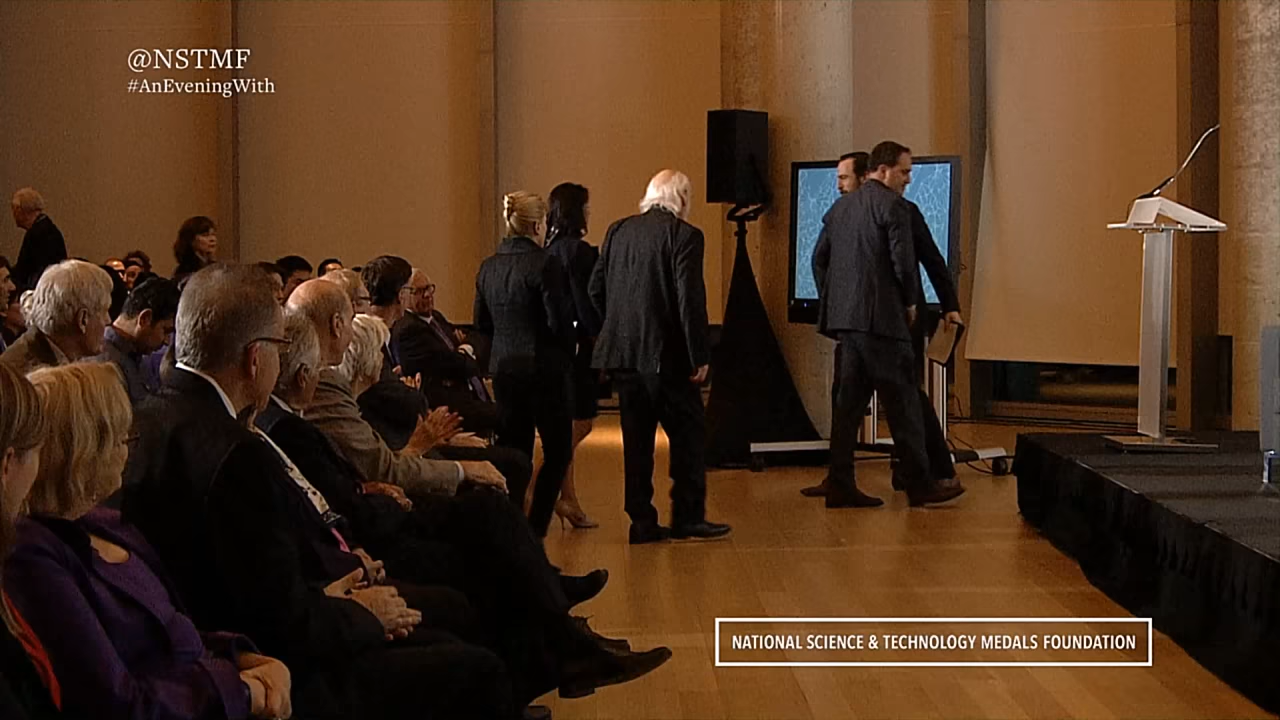 @NSTMF
#AnEveningWith
NATIONAL SCIENCE & TECHNOLOGY MEDALS FOUNDATION